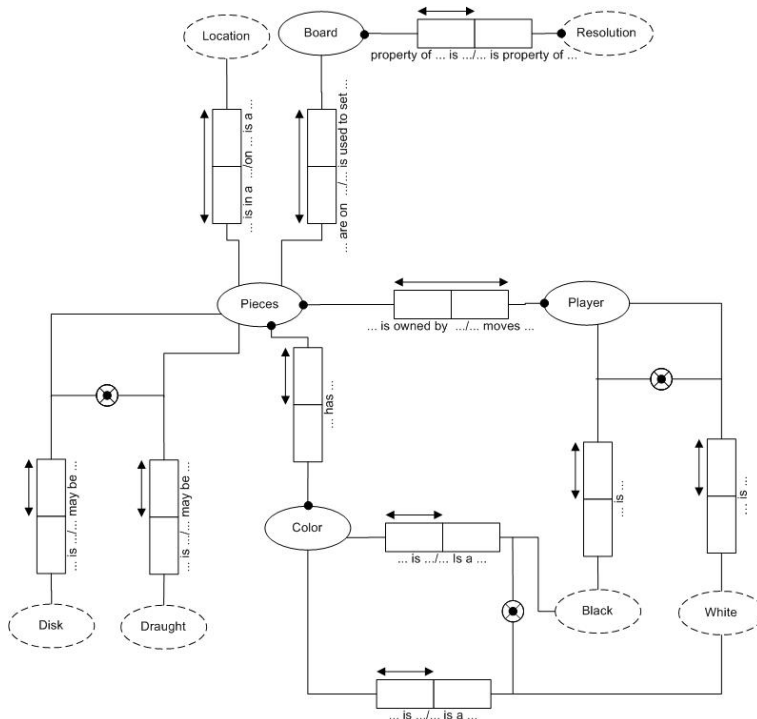 Location
Board
Resolution
property of ... is .../... is property of ...
... is in a .../on ... is a ...
... are on .../... is used to set ...
Pieces
Player
... is owned by .../... moves ...
... has ...
... is .../... may be ...
... is .../... may be ...
... is ...
... is ...
Color
... is .../... Is a ...
Disk
Draught
Black
White
... is .../... is a ...